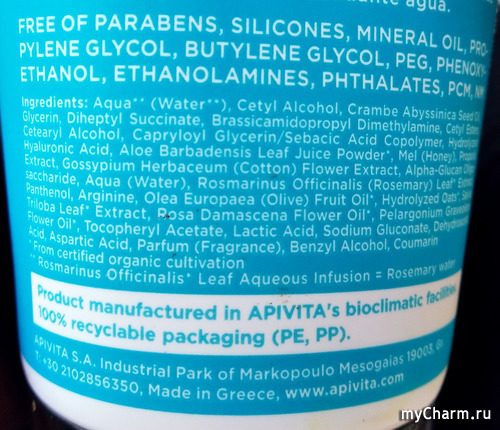 agua.
FREE OF PARABENS, SILICONES, MINERAL OIL, PRO-
PYLENE GLYCOL, BUTYLENE GLYCOL, PEG, PHENOXY-
ETHANOL, ETHANOLAMINES, PHTHALATES, PCM, NM
Ingredients: Aqua** (Water**), Cetyl Alcohol, Crambe Abyssinica Seed Oil,
Glycerin, Diheptyl Succinate, Brassicamidopropyl Dimethylamine, Cetyl Esters,
Cetearyl Alcohol, Capryloyl Glycerin/Sebacic Acid Copolymer, Hydrolyzed
Hyaluronic Acid, Aloe Barbadensis Leaf Juice Powder*, Mel (Honey),
Extract, Gossypium Herbaceum (Cotton) Flower Extract, Alpha-Glucan
saccharide, Aqua (Water), Rosmarinus Officinalis (Rosemary) Leaf
Panthenol, Arginine, Olea Europaea (Olive) Fruit Oil*, Hydrolyzed Oats*,
Triloba Leaf* Extract, Rosa Damascena Flower Oil*, Pelargonium
Flower Oil*, Tocopheryl Acetate, Lactic Acid, Sodium Gluconate,
Acid, Aspartic Acid, Parfum (Fragrance), Benzyl Alcohol, Coumarin
*From certified organic cultivation
**Rosmarinus Officinalis* Leaf Aqueous Infusion = Rosemary water
Product manufactured in APIVITA's bioclimatic
100% recyclable packaging (PE, PP).
APIVITA S.A. Industrial Park of Markopoulo Mesogaias 19003,
T: +30 2102856350, Made in Greece, www.apivita.com
myCharm.ru